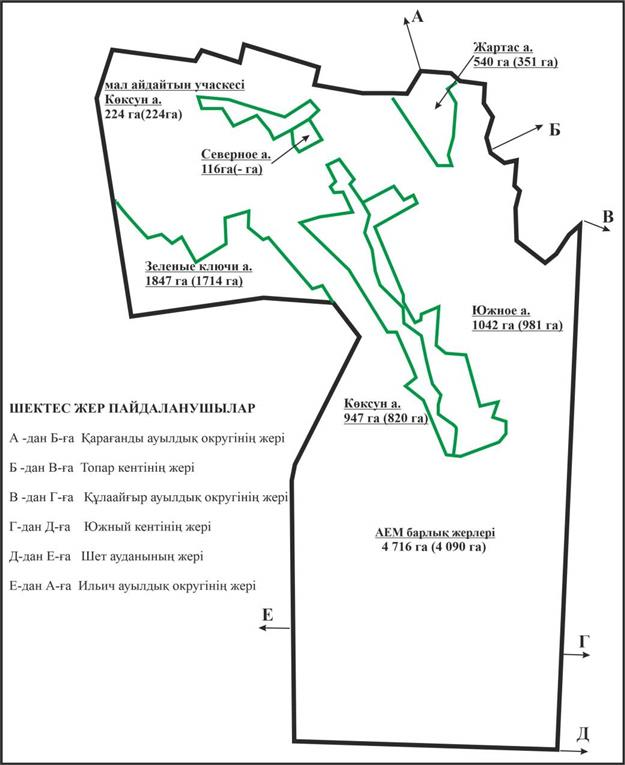 А
Жартас а.
540 га (351 га)
мал айдайтын учаскесі
Көксун а.
224 га(224га)
Б
Северное а.
116га(- га)
В
Зеленые ключи а.
1847 га (1714 га)
Южное а.
1042 га (981 га)
Көксун а.
947 га (820 га)
ШЕКТЕС ЖЕР ПАЙДАЛАНУШЫЛАР
А -дан Б-ға Қарағанды ауылдық округінің жері
Б -дан В-ға Топар кентінің жері
В -дан Г-ға Құлаайғыр ауылдық округінің жері
Г-дан Д-ға Южный кентінің жері
Д-дан Е-ға Шет ауданының жері
Е-дан А-ға Ильич ауылдық округінің жері
АЕМ барлық жерлері
4 716 га (4 090 га)
Е
Г
Д